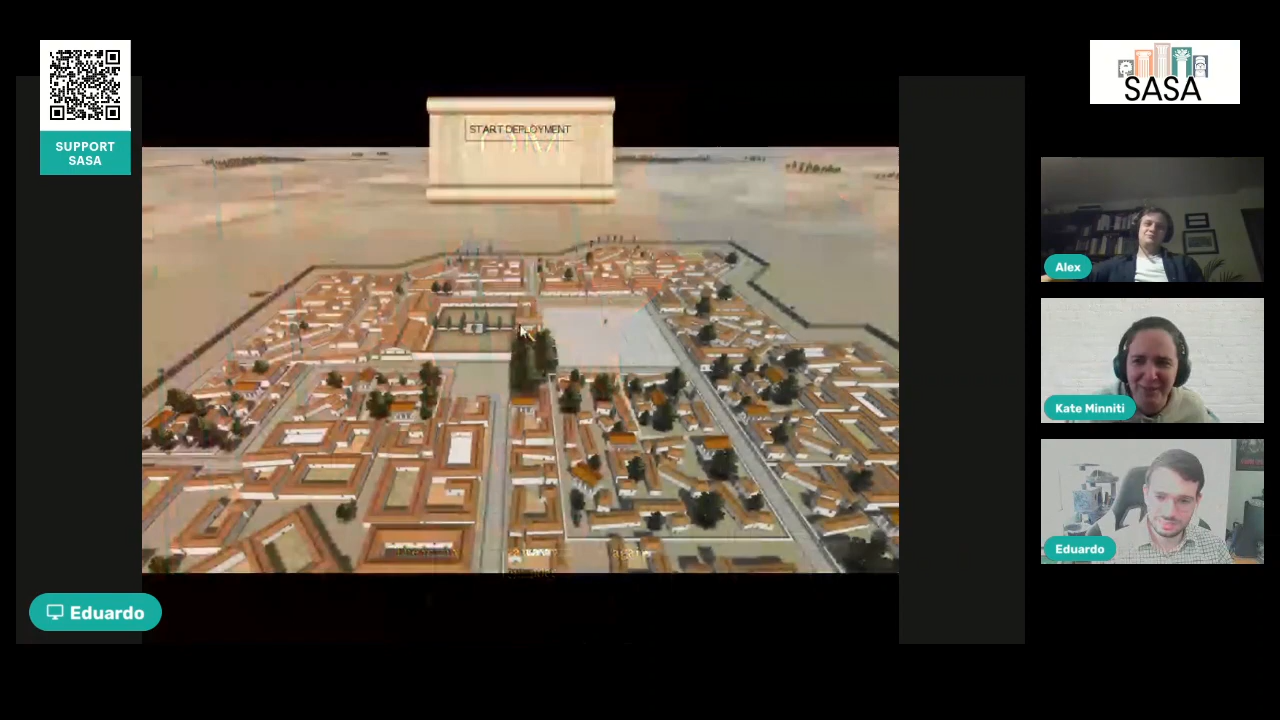 SUPPORT
SASA
START DEPLOYMENT
SASA
Alex
Kate Minniti
Eduardo
Eduardo